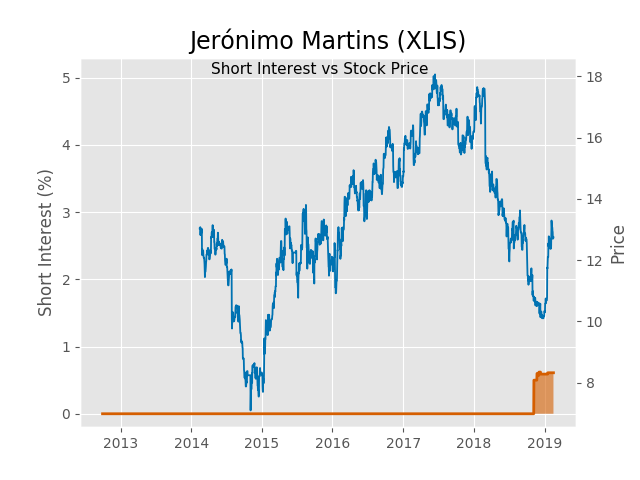 Jerónimo Martins (XLIS)
Short Interest vs Stock Price
Short Interest (%)
5
4
3
2
1
0
18
16
14
12
10
8
Price
2013 2014 2015 2016 2017 2018 2019